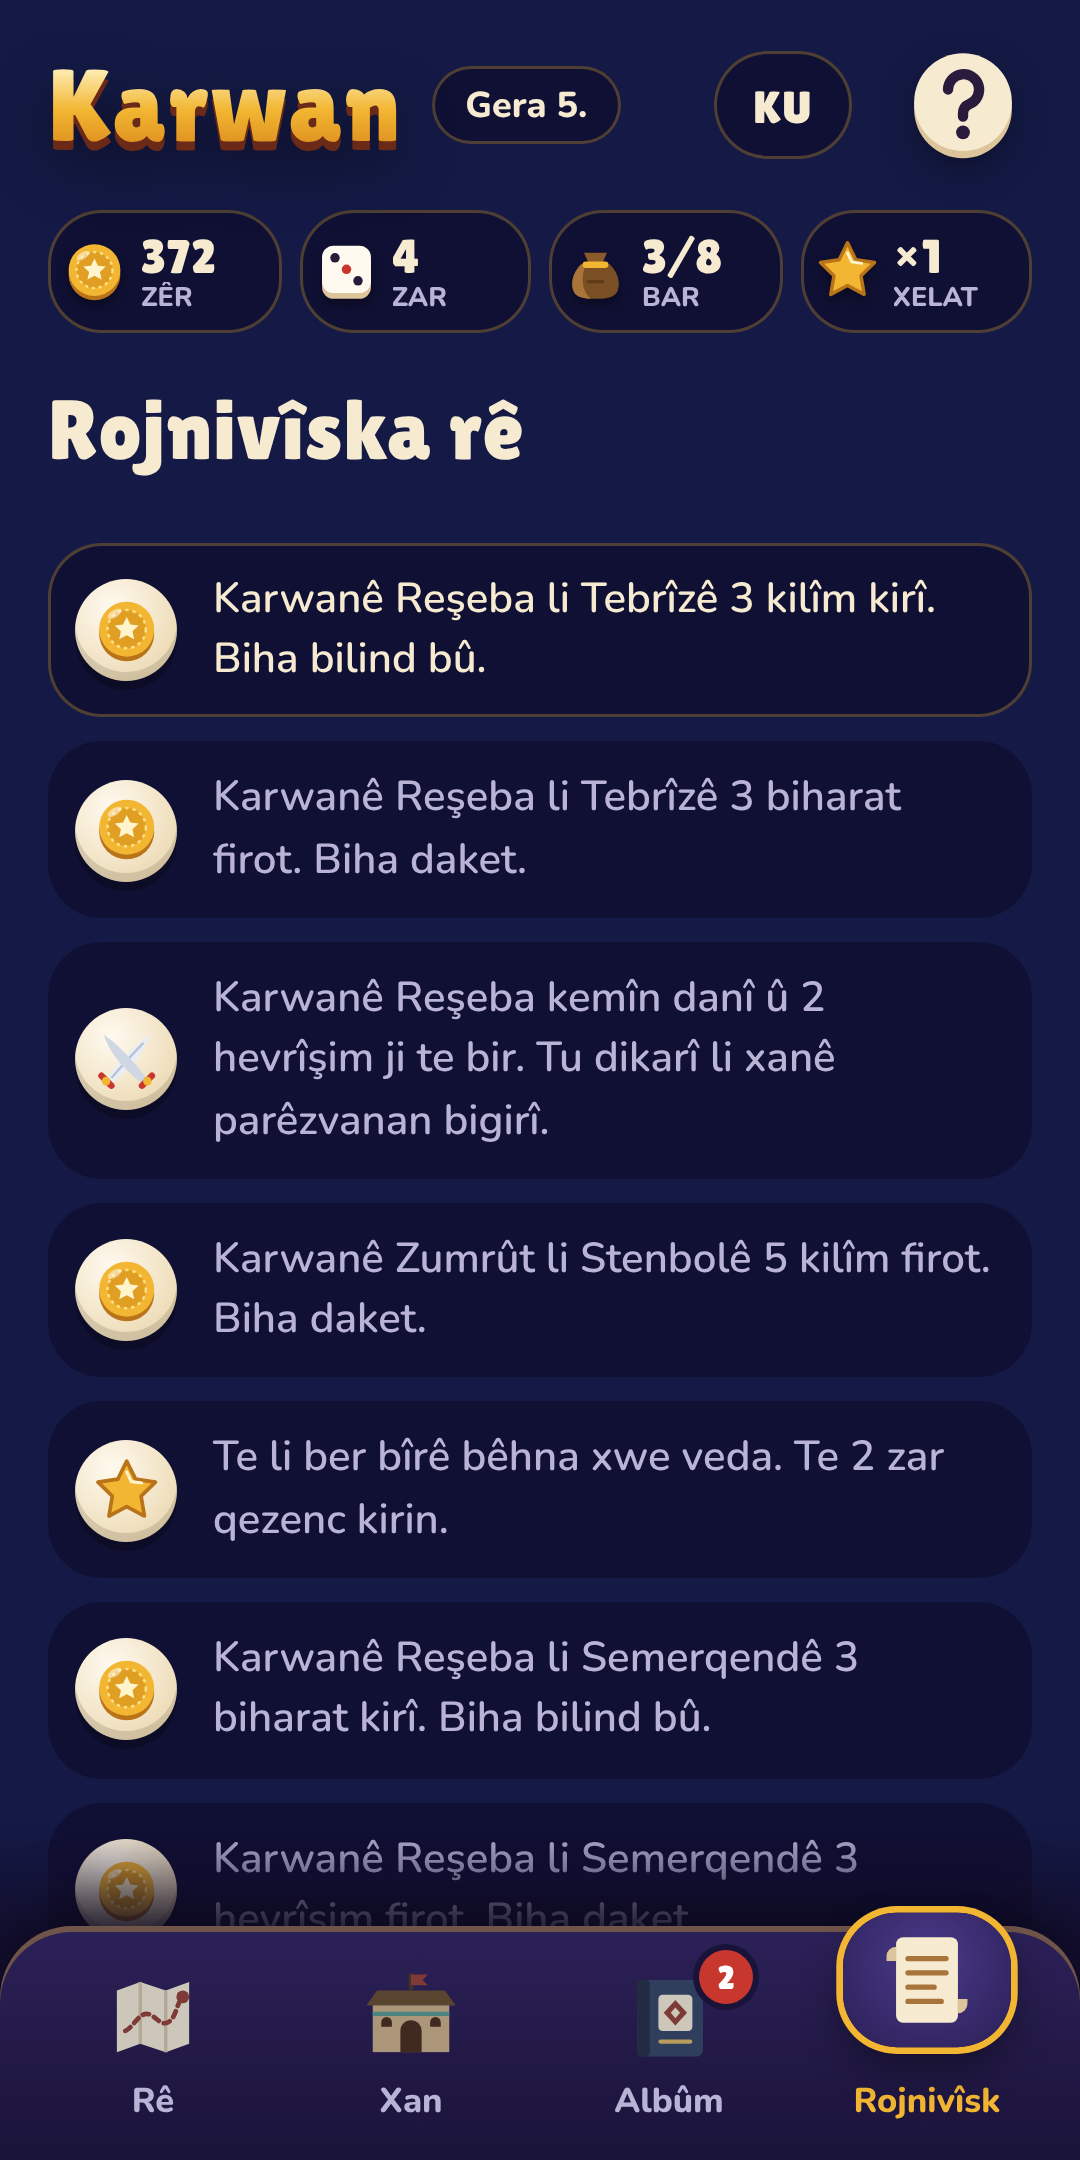 Karwan
Gera 5.
KU
?
372
ZÊR
4
ZAR
3/8
BAR
×1
XELAT
Rojnivîska rê
Karwanê Reşeba li Tebrîzê 3 kilîm kirî.
Biha bilind bû.
Karwanê Reşeba li Tebrîzê 3 biharat
firot. Biha daket.
Karwanê Reşeba kemîn danî û 2
hevrîşim ji te bir. Tu dikarî li xanê
parêzvanan bigirî.
Karwanê Zumrût li Stenbolê 5 kilîm firot.
Biha daket.
Te li ber bîrê bêhna xwe veda. Te 2 zar
qezenc kirin.
Karwanê Reşeba li Semerqendê 3
biharat kirî. Biha bilind bû.
Karwanê Reşeba li Semerqendê 3
hevrîşim firot. Biha daket.
2
Rê
Xan
Albûm
Rojnivîsk